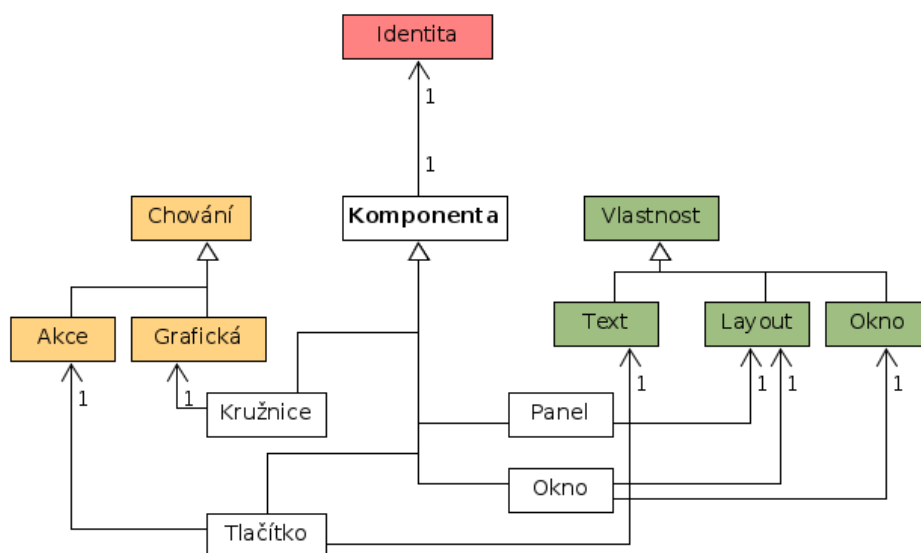 Identita
1
1
Chování
Komponenta
Vlastnost
Akce
Grafická
Text
Layout
Okno
1
1
Kružnice
Panel
1
1
1
1
Okno
Tlačítko